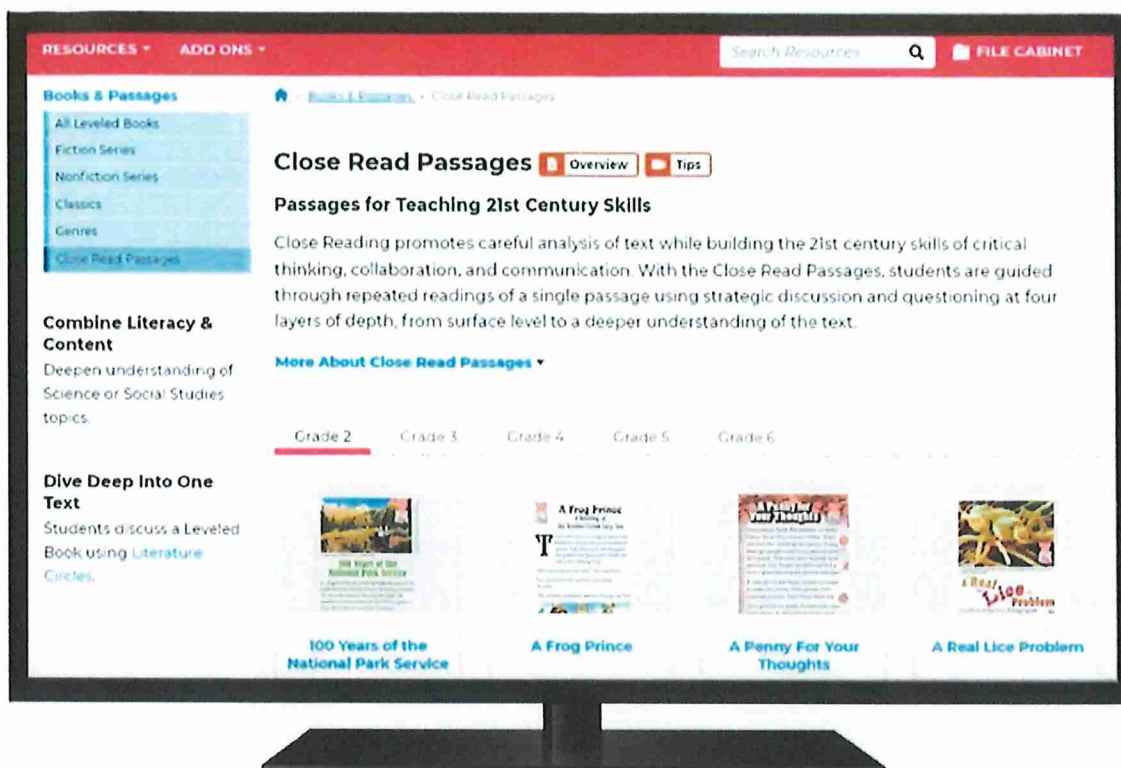 RESOURCES ADD ONS
Search Resources
FILE CABINET
Books & Passages
All Leveled Books
Fiction Series
Nonfiction Series
Classics
Genres
Close Read Passages
Books & Passages Close Read Passages
Close Read Passages
Overview
Tips
Passages for Teaching 21st Century Skills
Close Reading promotes careful analysis of text while building the 21st century skills of critical
thinking, collaboration, and communication. With the Close Read Passages, students are guided
through repeated readings of a single passage using strategic discussion and questioning at four
layers of depth, from surface level to a deeper understanding of the text.
More About Close Read Passages
Combine Literacy &
Content
Deepen understanding of
Science or Social Studies
topics.
Dive Deep Into One
Text
Students discuss a Leveled
Book using Literature
Circles.
Grade 2 Grade 3 Grade 4 Grade 5 Grade 6
100 Years of the
National Park Service
A Frog Prince
A Penny for
Your Thoughts
A Real
Lice
Problem
100 Years of the
National Park Service
A Frog Prince
A Penny For Your
Thoughts
A Real Lice Problem